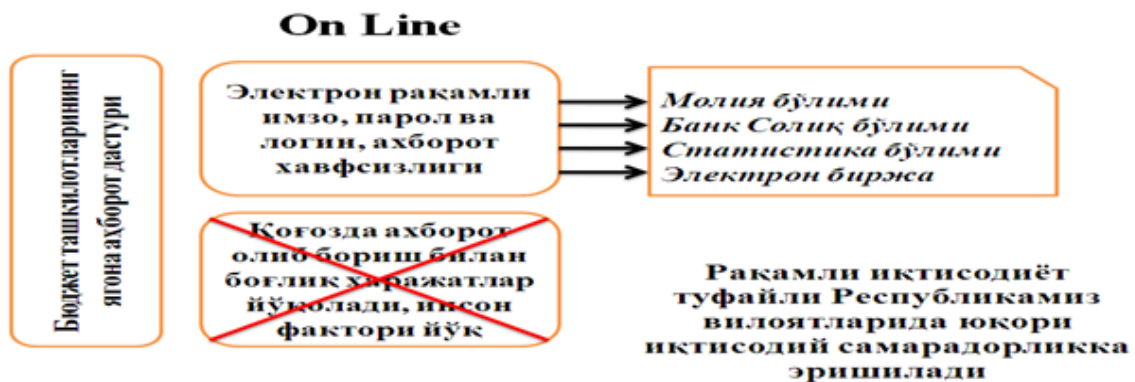 On Line
Бюджет ташкилотларининг
ягона аҳборот дастури
Электрон рақамли
имзо, парол ва
логин, ахборот
хавфсизлиги
Молия бўлими
Банк Солиқ бўлими
Статистика бўлими
Электрон биржа
Қоғозда ахборот
олиб бориш билан
боғлиқ харажатлар
йўқолади, инсон
фактори йўқ
Рақамли иқтисодиёт
туфайли Республикамиз
вилоятларида юқори
иқтисодий самарадорликка
эришилади